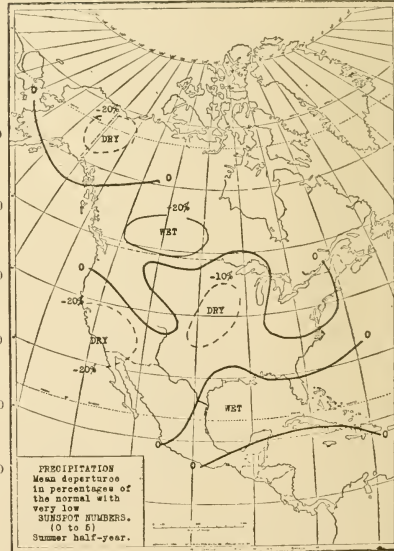 0
-20%
DRY
0
-20%
WET
0
0
-10%
-20%
DRY
DRY
0
-20%
WET
0
0
0
PRECIPITATION
Mean departures
in percentages of
the normal with
very low
SUNSPOT NUMBERS.
(0 to 5)
Summer half-year.